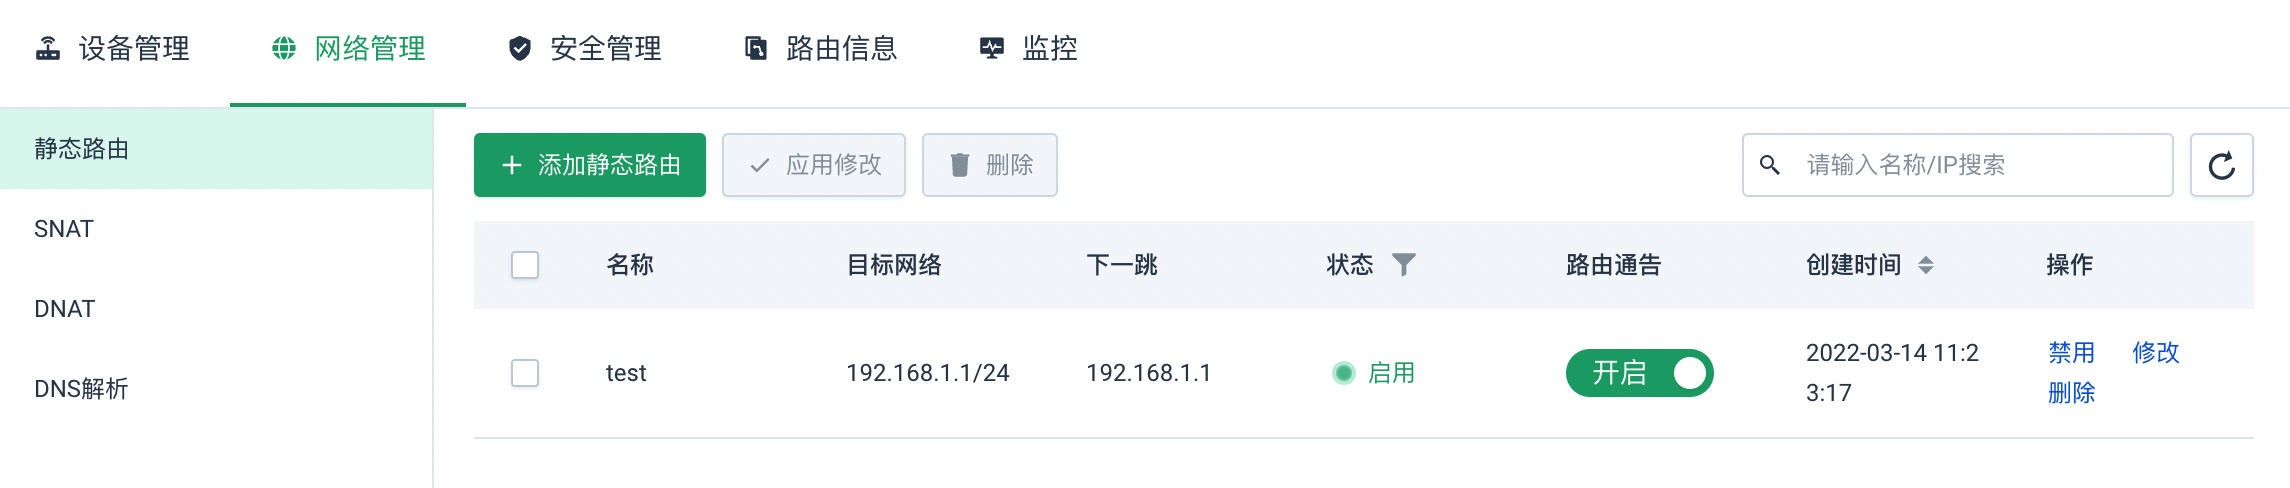 设备管理 网络管理 安全管理 路由信息 监控
静态路由
SNAT
DNAT
DNS解析
添加静态路由 应用修改 删除 请输入名称/IP搜索
名称 目标网络 下一跳 状态 路由通告 创建时间 操作
test 192.168.1.1/24 192.168.1.1 启用 开启 2022-03-14 11:2 禁用 修改
3:17 删除